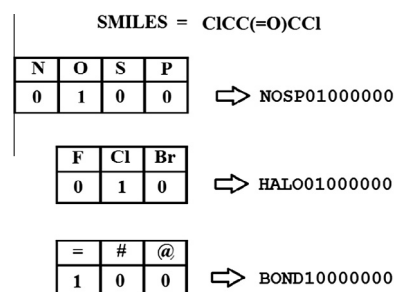 SMILES = ClCC(=O)CCl
N O S P
0 1 0 0
NOSP01000000
F Cl Br
0 1 0
HALO01000000
= # @
1 0 0
BOND10000000